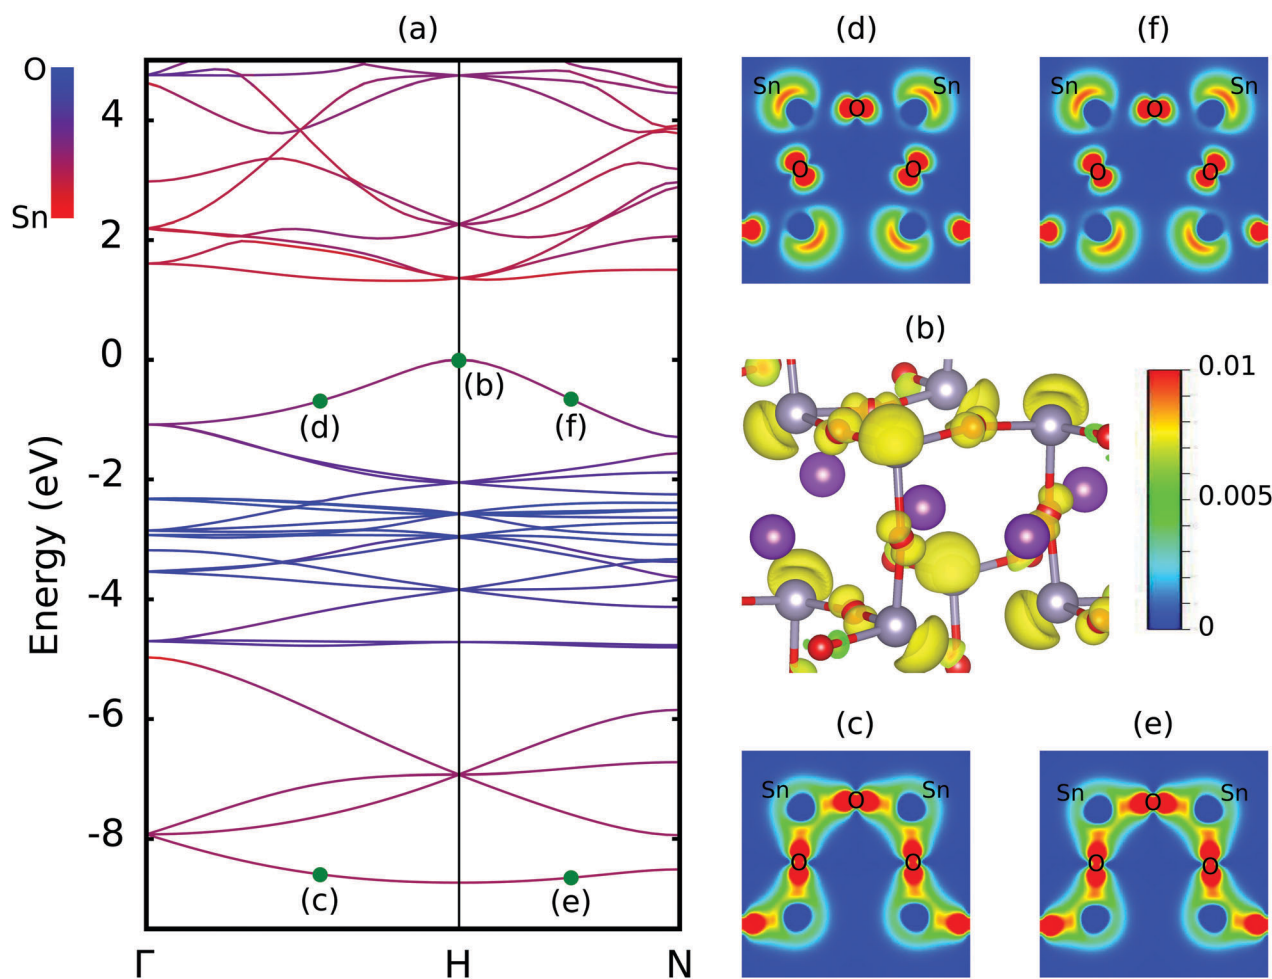 (a)
O
Sn
4
2
0
-2
-4
-6
-8
Energy (eV)
Γ
H
N
(b)
(d)
(f)
(c)
(e)
(d)
Sn
Sn
O
O
O
(f)
Sn
Sn
O
O
O
(b)
0.01
0.005
0
(c)
Sn
Sn
O
O
O
(e)
Sn
Sn
O
O
O